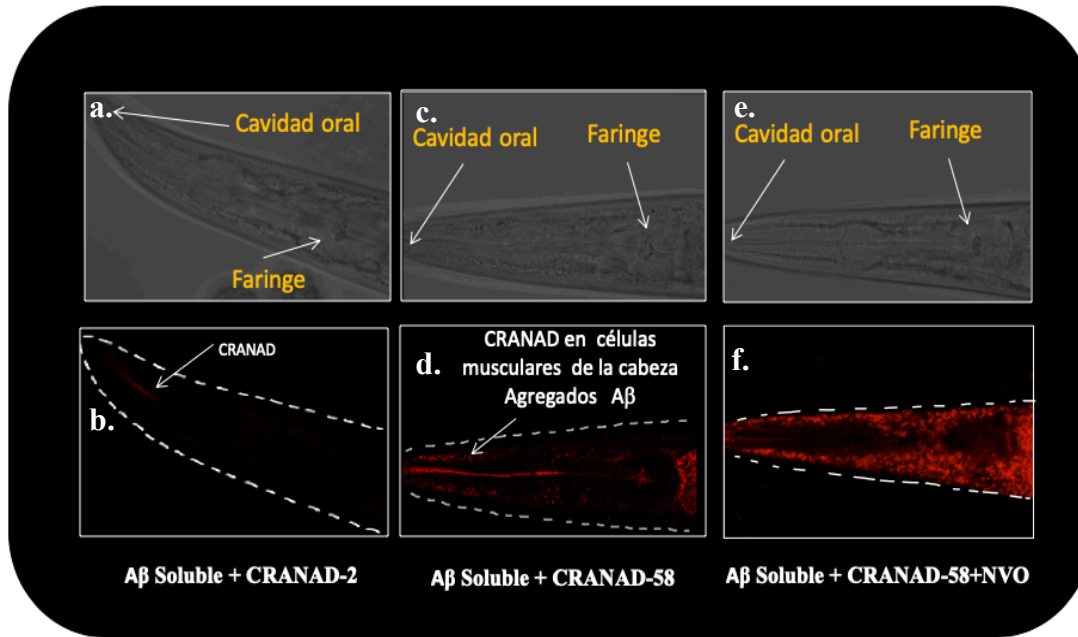 a.
Cavidad oral
Faringe
c.
Cavidad oral
Faringe
e.
Cavidad oral
Faringe
b.
CRANAD
d.
CRANAD en células
musculares de la cabeza
Agregados Aβ
f.
Aβ Soluble + CRANAD-2
Aβ Soluble + CRANAD-58
Aβ Soluble + CRANAD-58+NVO